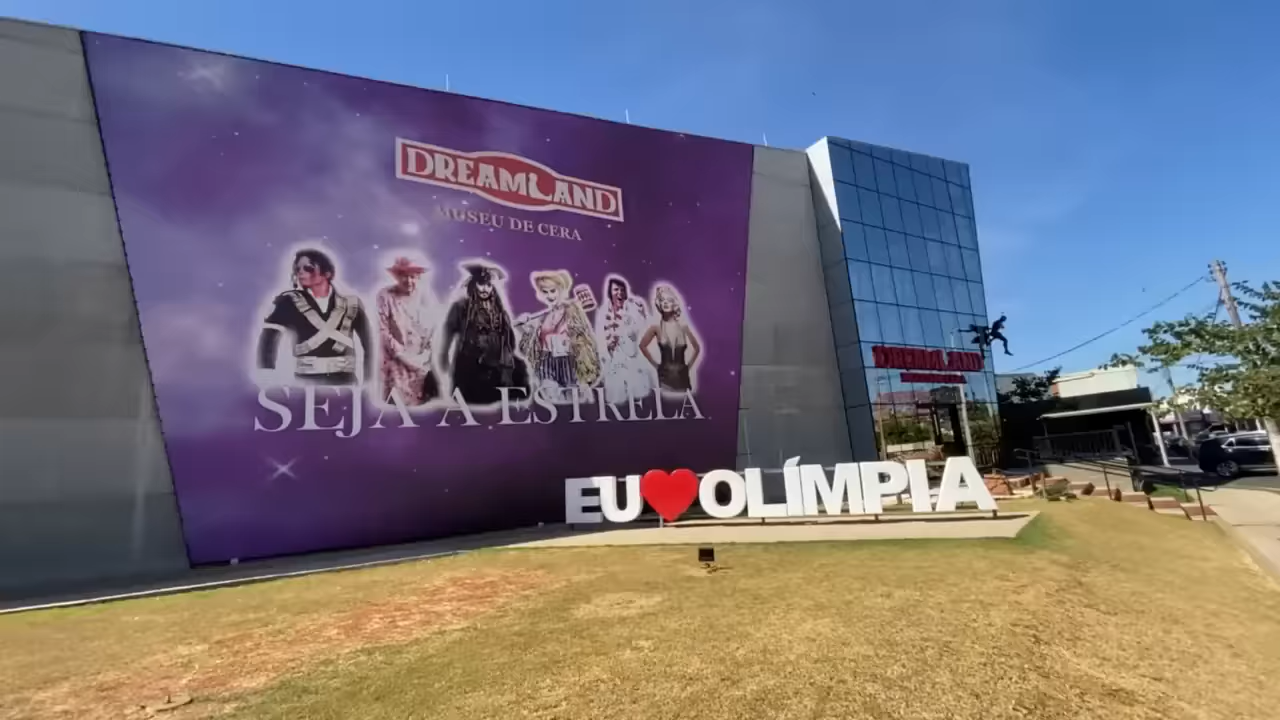 DREAMLAND
MUSEU DE CERA
SEJA A ESTRELA
DREAMLAND
EU ❤ OLÍMPIA